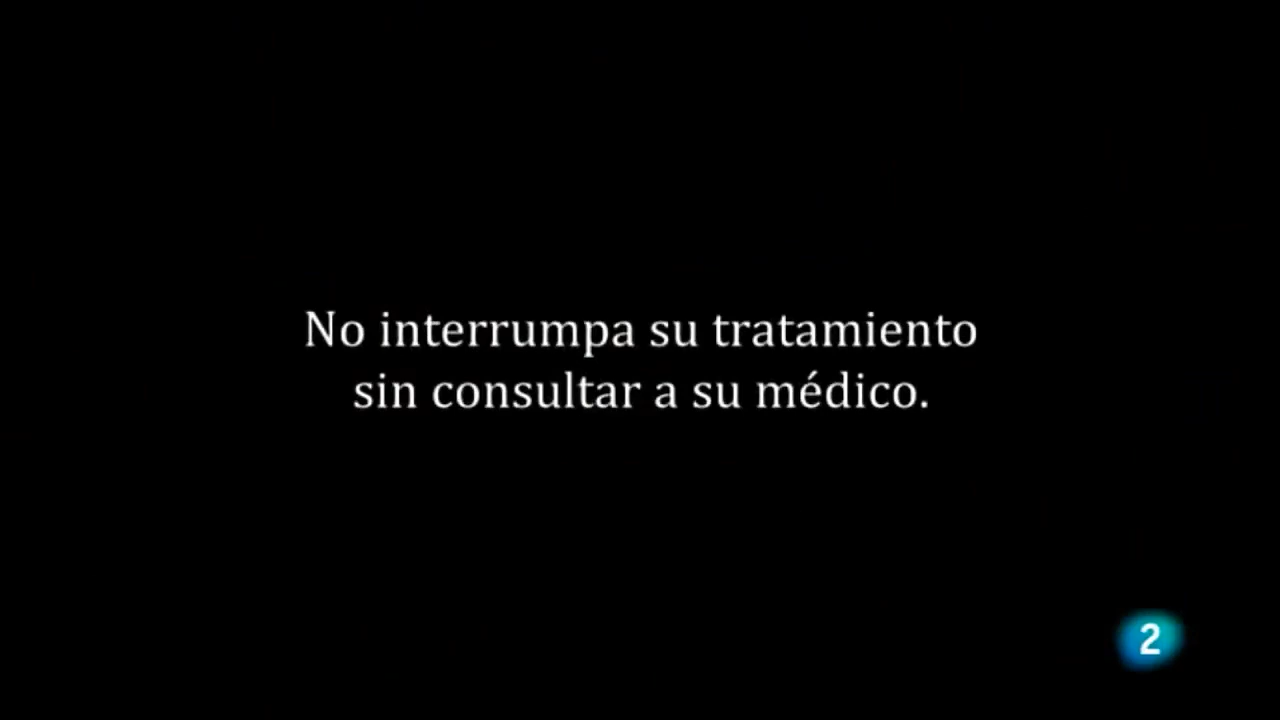 No interrumpa su tratamiento
sin consultar a su médico.
2